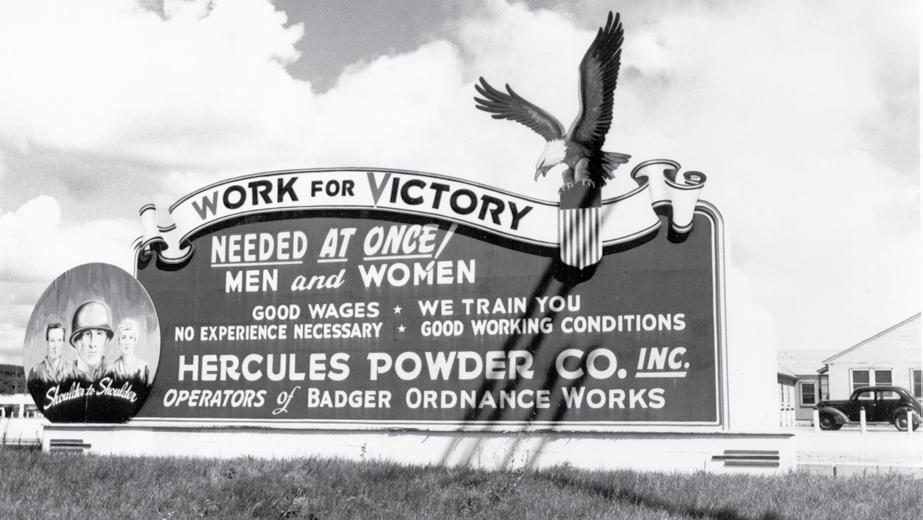 WORK FOR VICTORY
NEEDED AT ONCE!
MEN and WOMEN
GOOD WAGES ★ WE TRAIN YOU
NO EXPERIENCE NECESSARY ★ GOOD WORKING CONDITIONS
HERCULES POWDER CO. INC.
OPERATORS of BADGER ORDNANCE WORKS
Shoulder to Shoulder